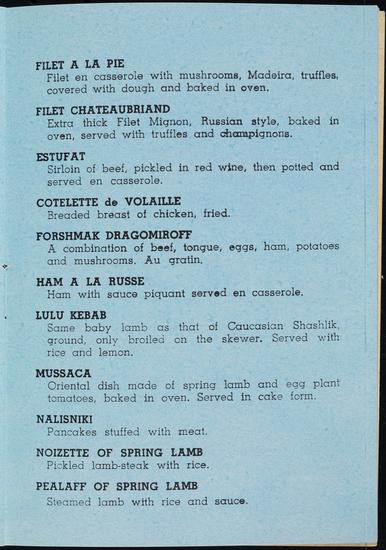 FILET A LA PIE
Filet en casserole with mushrooms, Madeira, truffles,
covered with dough and baked in oven.
FILET CHATEAUBRIAND
Extra thick Filet Mignon, Russian style, baked in
oven, served with truffles and champignons.
ESTUFAT
Sirloin of beef, pickled in red wine, then potted and
served en casserole.
COTELETTE de VOLAILLE
Breaded breast of chicken, fried.
FORSHMAK DRAGOMIROFF
A combination of beef, tongue, eggs, ham, potatoes
and mushrooms. Au gratin.
HAM A LA RUSSE
Ham with sauce piquant served en casserole.
LULU KEBAB
Same baby lamb as that of Caucasian Shashlik,
ground, only broiled on the skewer. Served with
rice and lemon.
MUSSACA
Oriental dish made of spring lamb and egg plant
tomatoes, baked in oven. Served in cake form.
NALISNIKI
Pancakes stuffed with meat.
NOIZETTE OF SPRING LAMB
Pickled lamb-steak with rice.
PEALAFF OF SPRING LAMB
Steamed lamb with rice and sauce.